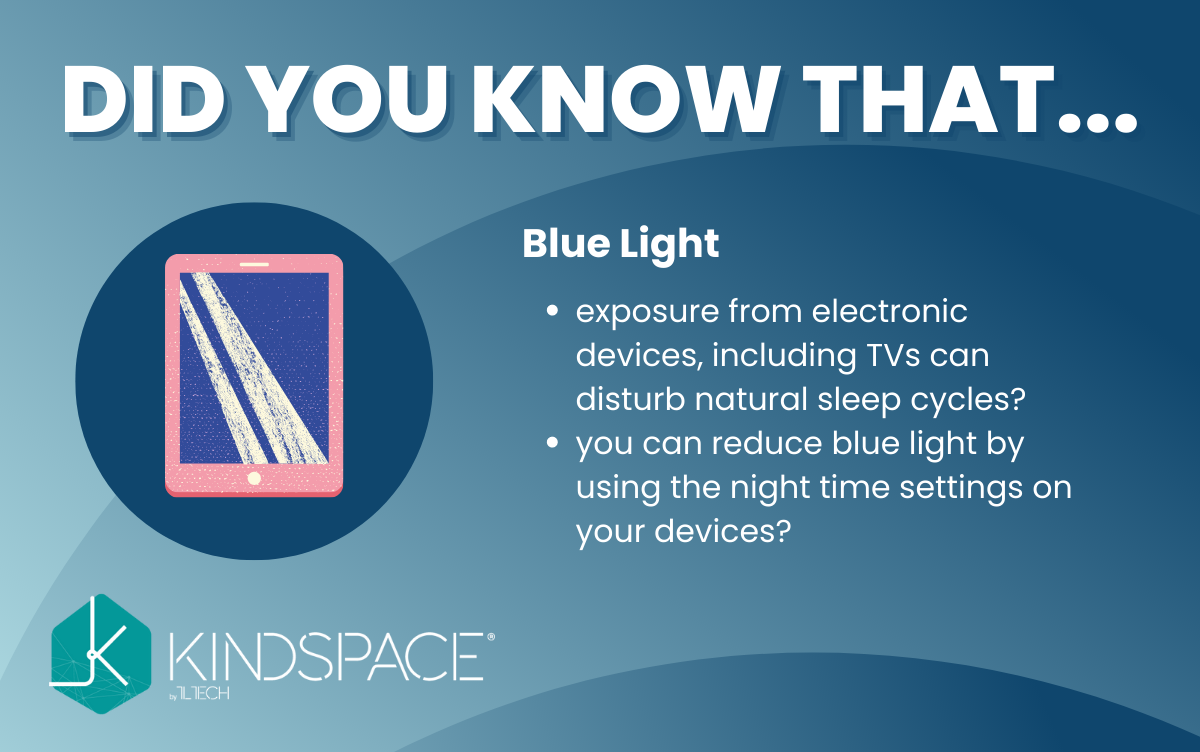 DID YOU KNOW THAT...
Blue Light
• exposure from electronic
devices, including TVs can
disturb natural sleep cycles?
• you can reduce blue light by
using the night time settings on
your devices?
KINDSPACE®
by TLTECH